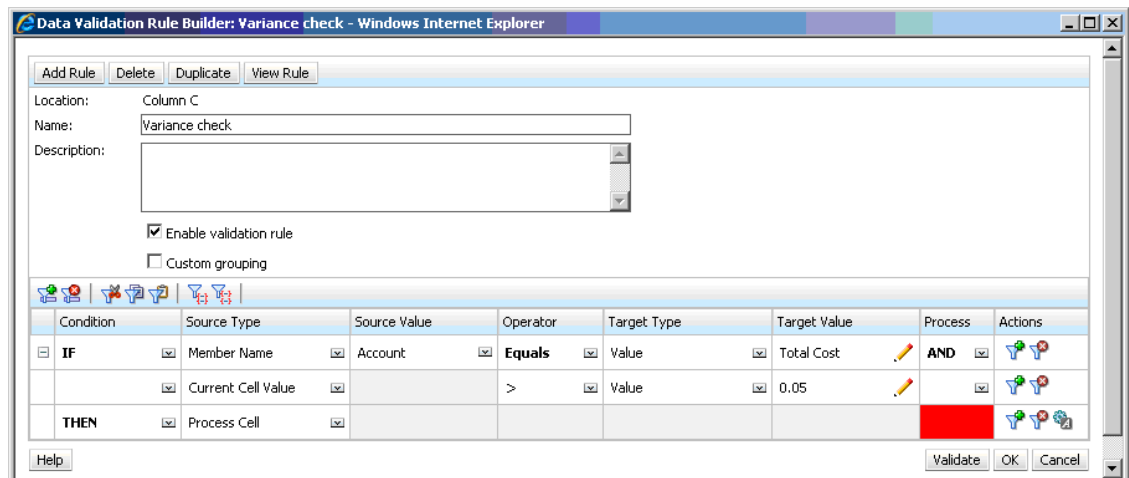 Data Validation Rule Builder: Variance check - Windows Internet Explorer
Add Rule Delete Duplicate View Rule
Location: Column C
Name: Variance check
Description:
Enable validation rule
Custom grouping
Condition Source Type Source Value Operator Target Type Target Value Process Actions
IF Member Name Account Equals Value Total Cost AND
Current Cell Value > Value 0.05
THEN Process Cell
Help Validate OK Cancel